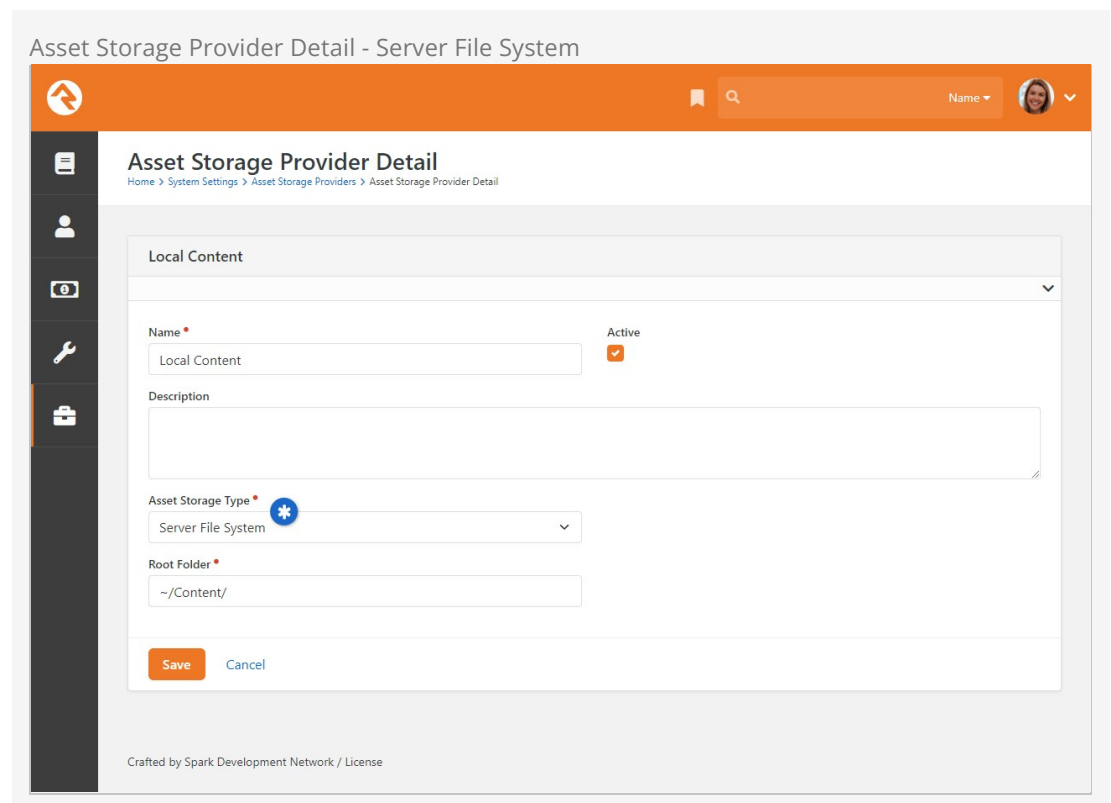 Asset Storage Provider Detail - Server File System
Name
Asset Storage Provider Detail
Home > System Settings > Asset Storage Providers > Asset Storage Provider Detail
Local Content
Name
Active
Local Content
Description
Asset Storage Type
Server File System
Root Folder
~/Content/
Save Cancel
Crafted by Spark Development Network / License